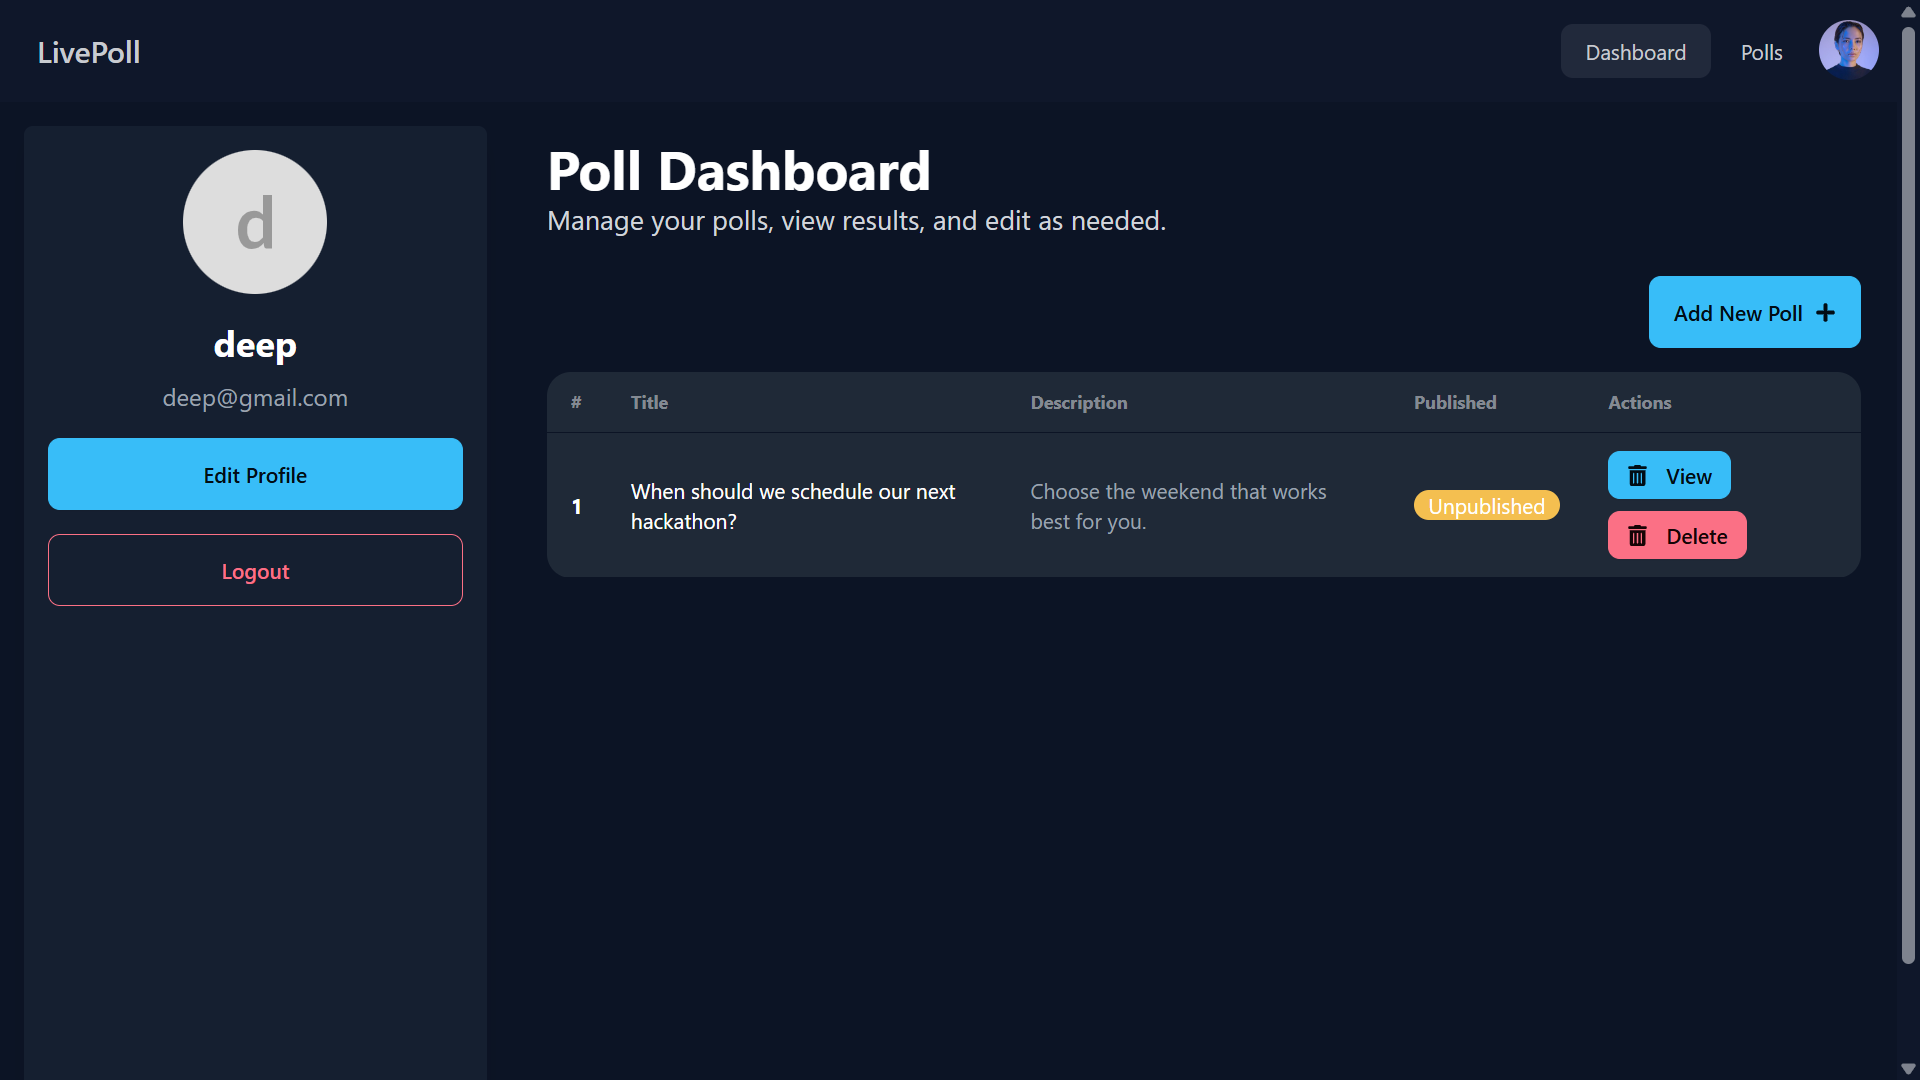 LivePoll
Dashboard
Polls
d
deep
deep@gmail.com
Edit Profile
Logout
Poll Dashboard
Manage your polls, view results, and edit as needed.
Add New Poll
# Title Description Published Actions
1
When should we schedule our next
hackathon?
Choose the weekend that works
best for you.
Unpublished
View
Delete